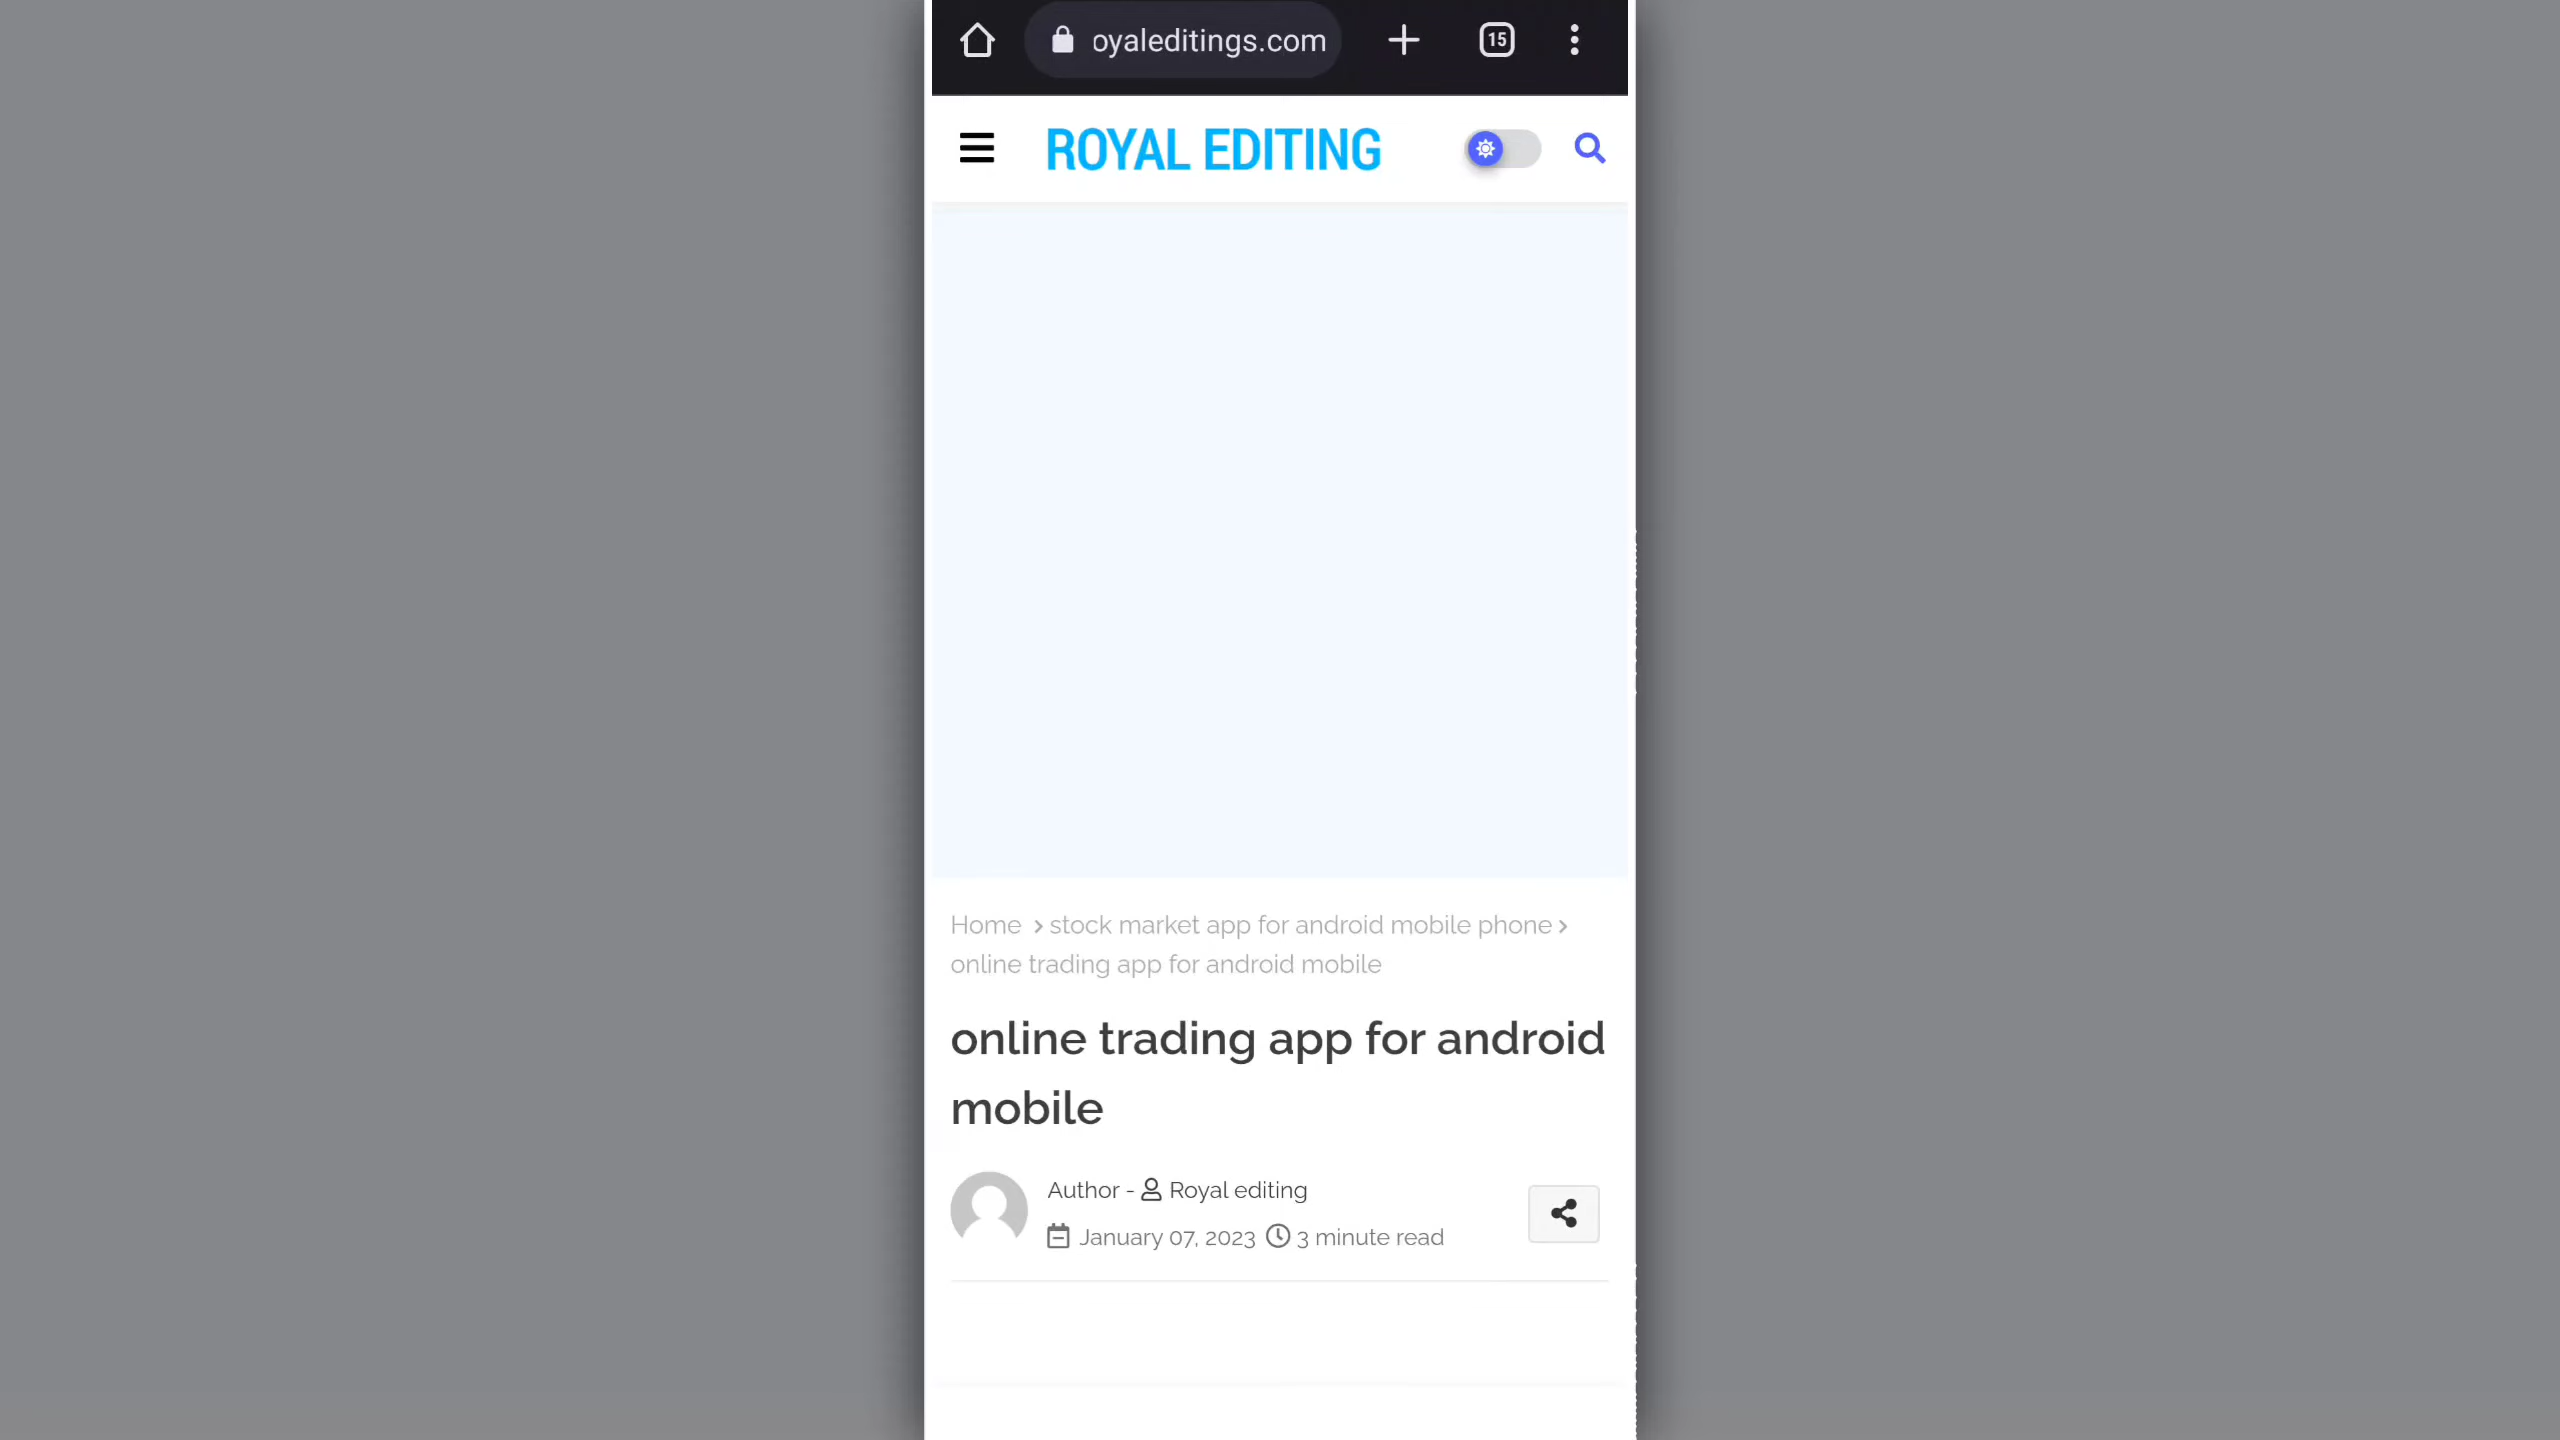 oyaleditings.com
15
ROYAL EDITING
Home > stock market app for android mobile phone >
online trading app for android mobile
online trading app for android
mobile
Author - Royal editing
January 07, 2023 3 minute read